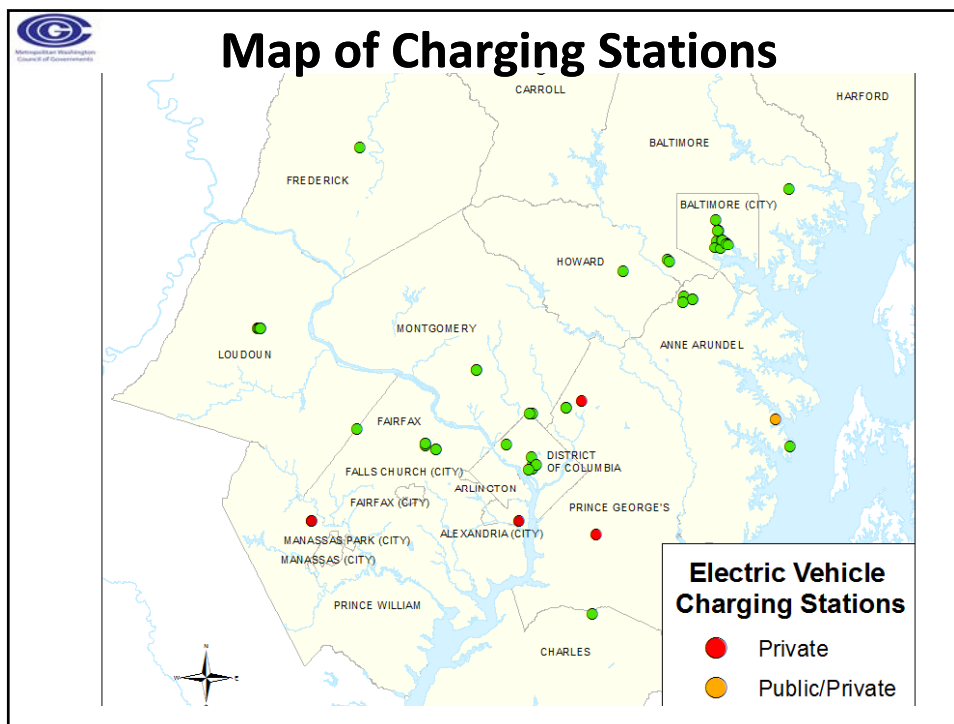 Map of Charging Stations
Metropolitan Washington
Council of Governments
CARROLL
HARFORD
BALTIMORE
FREDERICK
BALTIMORE (CITY)
HOWARD
MONTGOMERY
ANNE ARUNDEL
LOUDOUN
FAIRFAX
DISTRICT
OF COLUMBIA
FALLS CHURCH (CITY)
ARLINGTON
FAIRFAX (CITY)
PRINCE GEORGE'S
ALEXANDRIA (CITY)
MANASSAS PARK (CITY)
MANASSAS (CITY)
PRINCE WILLIAM
CHARLES
Electric Vehicle
Charging Stations
Private
Public/Private
N
W
E